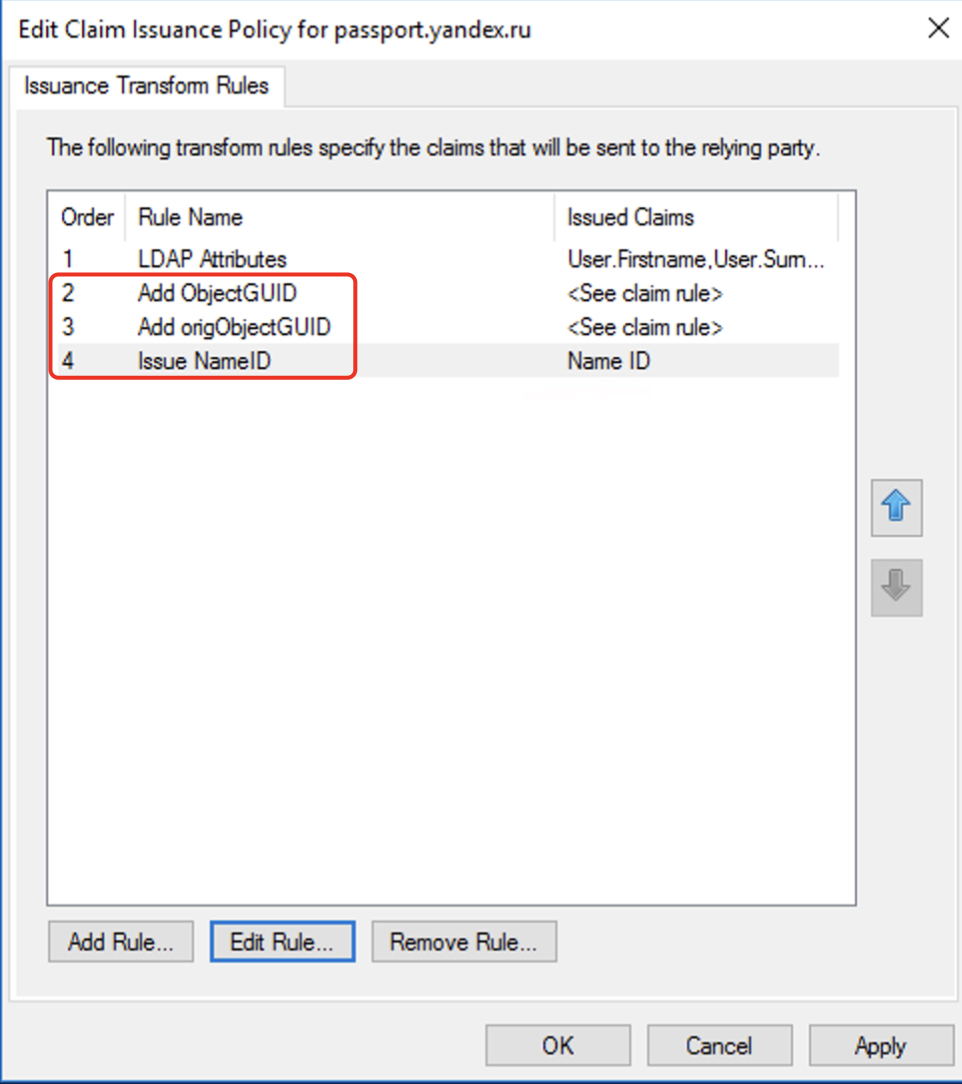 Edit Claim Issuance Policy for passport.yandex.ru
Issuance Transform Rules
The following transform rules specify the claims that will be sent to the relying party.
Order Rule Name Issued Claims
1 LDAP Attributes User.Firstname,User.Surn...
2 Add ObjectGUID <See claim rule>
3 Add origObjectGUID <See claim rule>
4 Issue NameID Name ID
Add Rule... Edit Rule... Remove Rule...
OK Cancel Apply